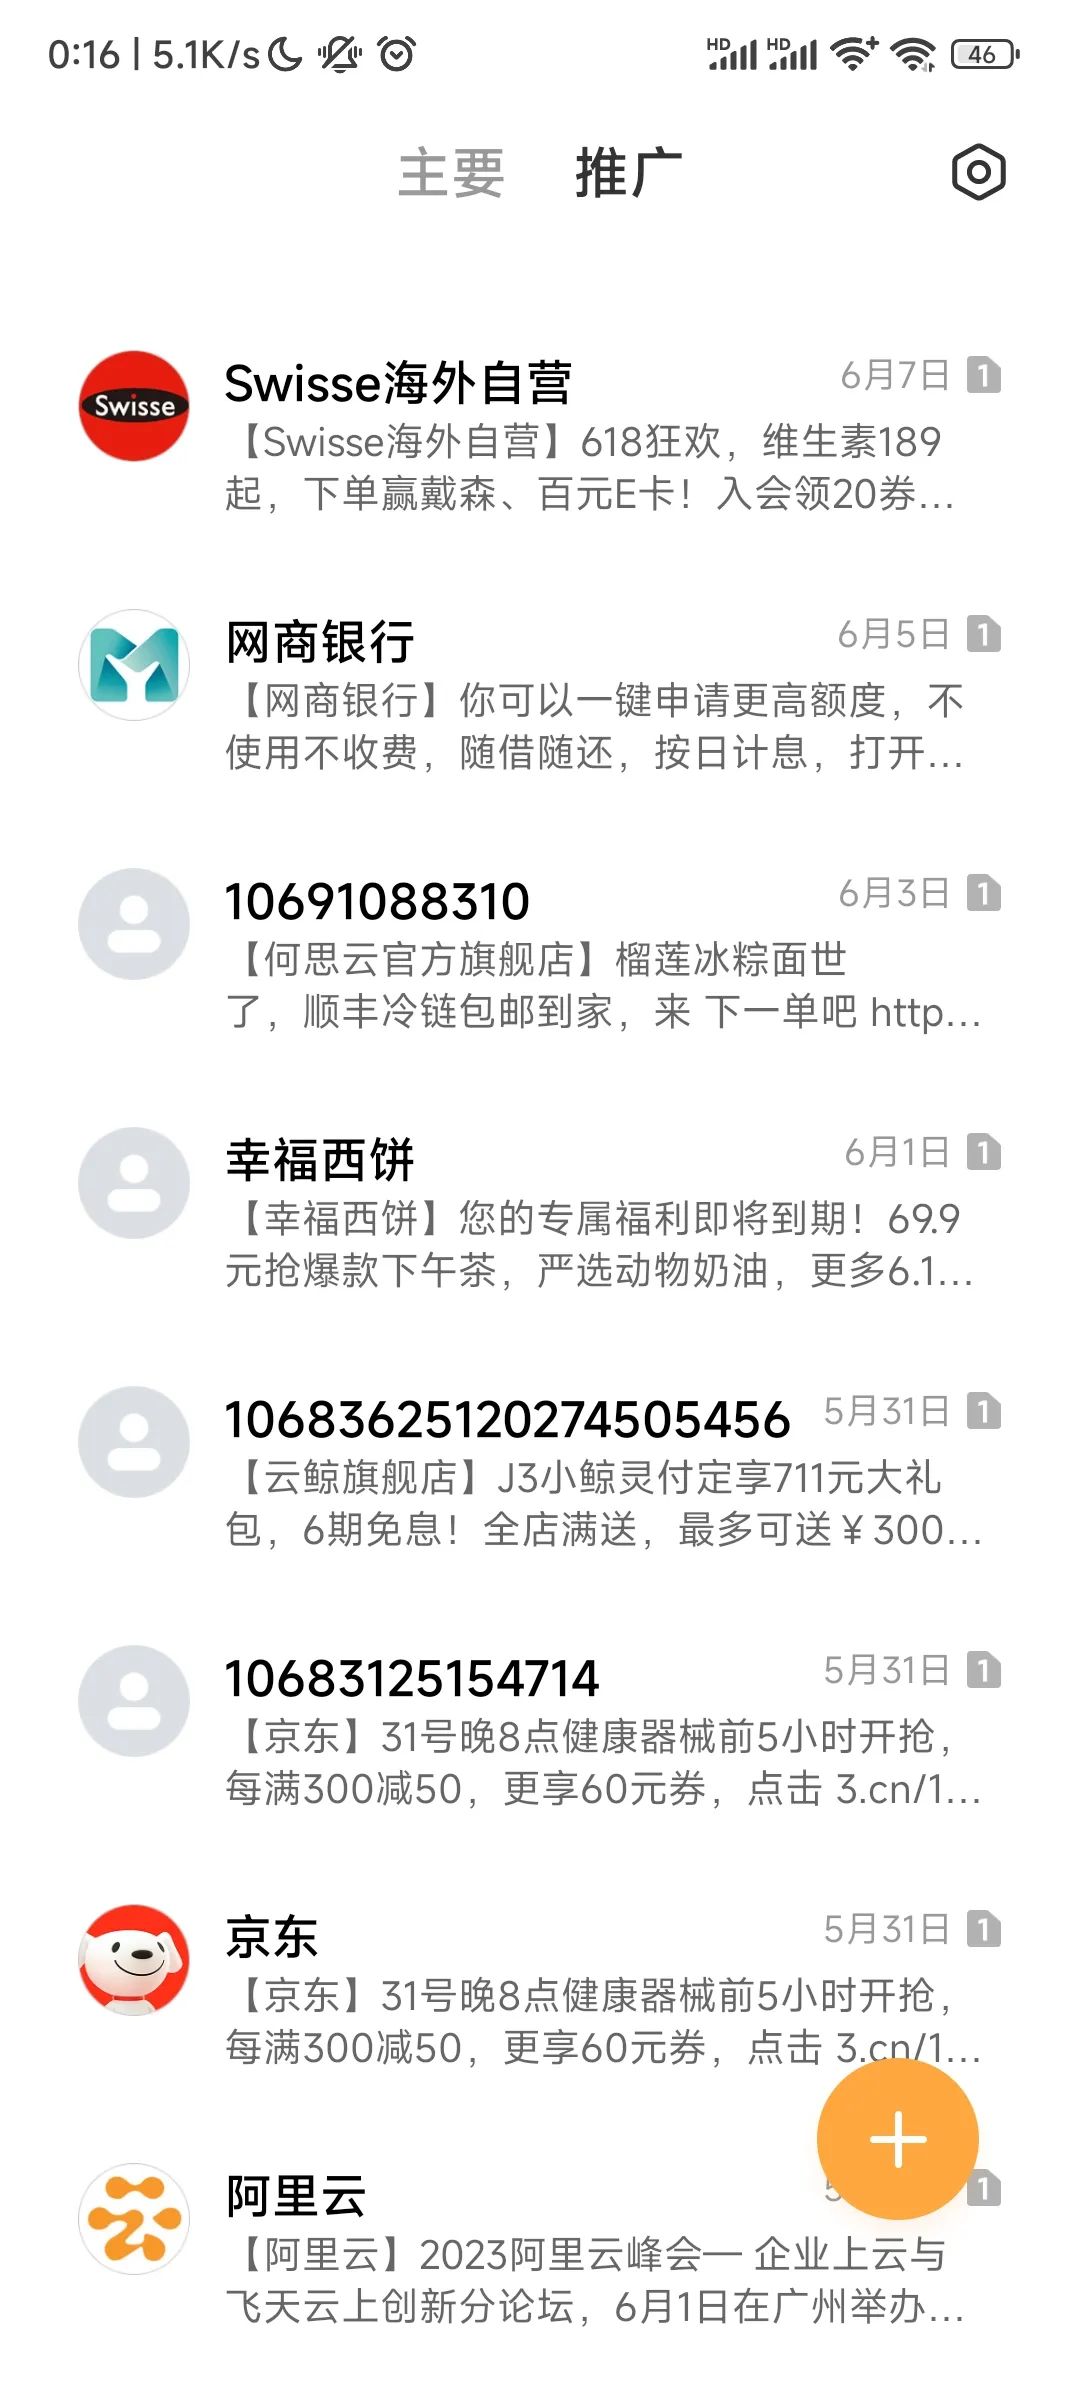 0:16 | 5.1K/s
HD HD 46
主要 推广
Swisse海外自营 6月7日 1
Swisse
【Swisse海外自营】618狂欢，维生素189
起，下单赢戴森、百元E卡！入会领20券...
网商银行 6月5日 1
【网商银行】你可以一键申请更高额度，不
使用不收费，随借随还，按日计息，打开...
10691088310 6月3日 1
【何思云官方旗舰店】榴莲冰粽面世
了，顺丰冷链包邮到家，来 下一单吧 http...
幸福西饼 6月1日 1
【幸福西饼】您的专属福利即将到期！69.9
元抢爆款下午茶，严选动物奶油，更多6.1...
10683625120274505456 5月31日 1
【云鲸旗舰店】J3小鲸灵付定享711元大礼
包，6期免息！全店满送，最多可送￥300...
10683125154714 5月31日 1
【京东】31号晚8点健康器械前5小时开抢，
每满300减50，更享60元券，点击 3.cn/1...
京东 5月31日 1
【京东】31号晚8点健康器械前5小时开抢，
每满300减50，更享60元券，点击 3.cn/1...
阿里云 1
【阿里云】2023阿里云峰会— 企业上云与
飞天云上创新分论坛，6月1日在广州举办...